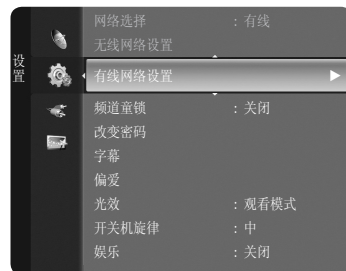 设置
网络选择 : 有线
无线网络设置
有线网络设置
频道童锁 : 关闭
改变密码
字幕
偏爱
光效 : 观看模式
开关机旋律 : 中
娱乐 : 关闭